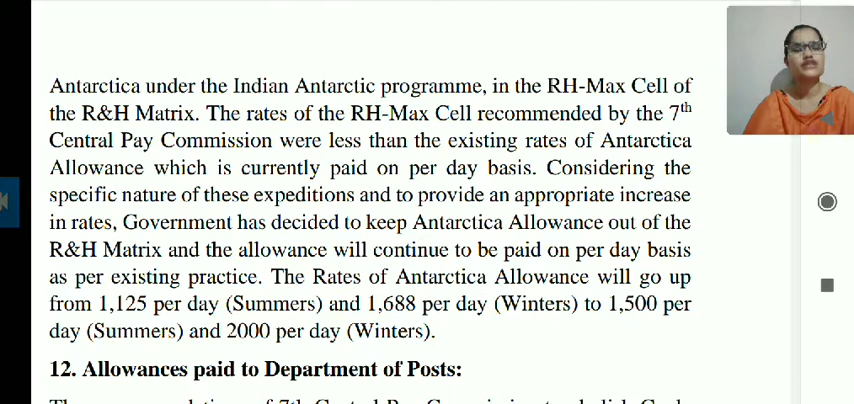 Antarctica under the Indian Antarctic programme, in the RH-Max Cell of
the R&H Matrix. The rates of the RH-Max Cell recommended by the 7th
Central Pay Commission were less than the existing rates of Antarctica
Allowance which is currently paid on per day basis. Considering the
specific nature of these expeditions and to provide an appropriate increase
in rates, Government has decided to keep Antarctica Allowance out of the
R&H Matrix and the allowance will continue to be paid on per day basis
as per existing practice. The Rates of Antarctica Allowance will go up
from 1,125 per day (Summers) and 1,688 per day (Winters) to 1,500 per
day (Summers) and 2000 per day (Winters).
12. Allowances paid to Department of Posts: